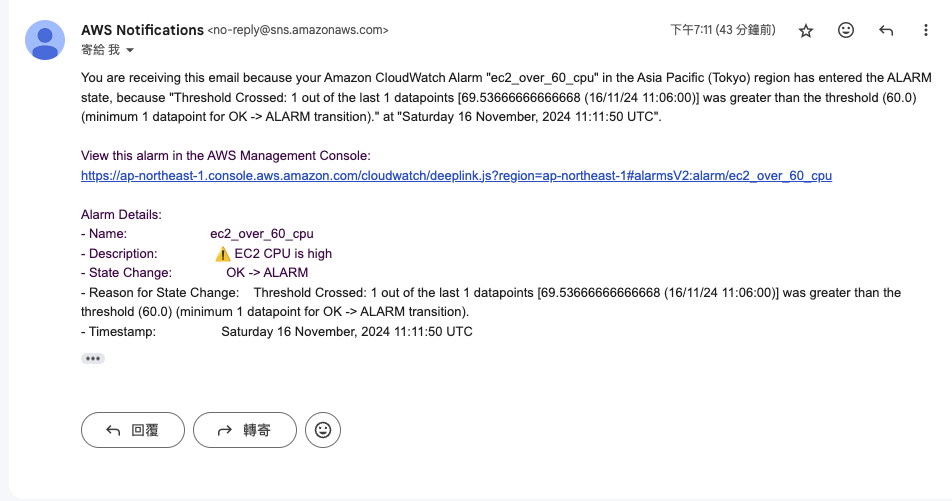 AWS Notifications <no-reply@sns.amazonaws.com>
下午7:11 (43 分鐘前)
寄給 我
You are receiving this email because your Amazon CloudWatch Alarm "ec2_over_60_cpu" in the Asia Pacific (Tokyo) region has entered the ALARM
state, because "Threshold Crossed: 1 out of the last 1 datapoints [69.53666666666668 (16/11/24 11:06:00)] was greater than the threshold (60.0)
(minimum 1 datapoint for OK -> ALARM transition)." at "Saturday 16 November, 2024 11:11:50 UTC".
View this alarm in the AWS Management Console:
https://ap-northeast-1.console.aws.amazon.com/cloudwatch/deeplink.js?region=ap-northeast-1#alarmsV2:alarm/ec2_over_60_cpu
Alarm Details:
- Name: ec2_over_60_cpu
- Description: ⚠️ EC2 CPU is high
- State Change: OK -> ALARM
- Reason for State Change: Threshold Crossed: 1 out of the last 1 datapoints [69.53666666666668 (16/11/24 11:06:00)] was greater than the
threshold (60.0) (minimum 1 datapoint for OK -> ALARM transition).
- Timestamp: Saturday 16 November, 2024 11:11:50 UTC
回覆
轉寄